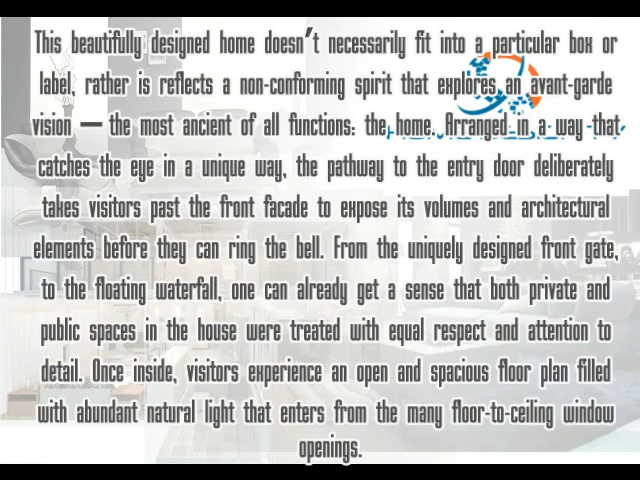 This beautifully designed home doesn't necessarily fit into a particular box or
label, rather is reflects a non-conforming spirit that explores an avant-garde
vision — the most ancient of all functions: the home. Arranged in a way that
catches the eye in a unique way, the pathway to the entry door deliberately
takes visitors past the front facade to expose its volumes and architectural
elements before they can ring the bell. From the uniquely designed front gate,
to the floating waterfall, one can already get a sense that both private and
public spaces in the house were treated with equal respect and attention to
detail. Once inside, visitors experience an open and spacious floor plan filled
with abundant natural light that enters from the many floor-to-ceiling window
openings.